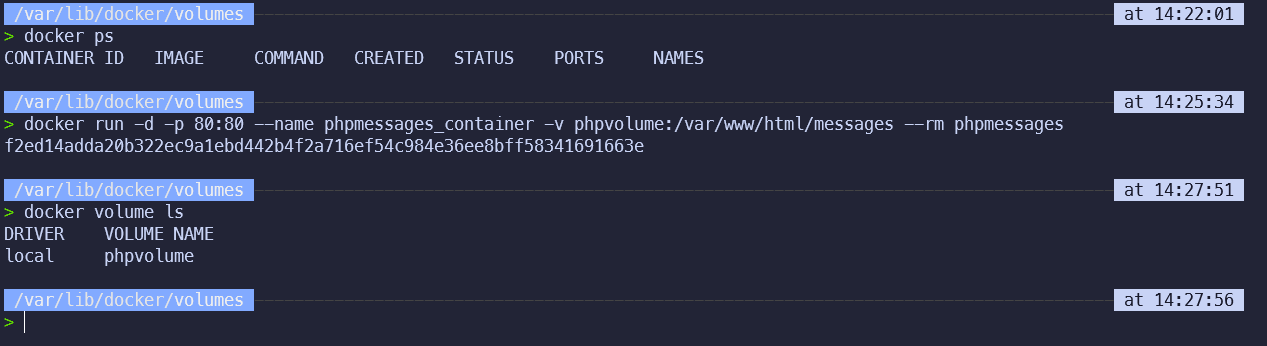 /var/lib/docker/volumes at 14:22:01
> docker ps
CONTAINER ID   IMAGE     COMMAND   CREATED   STATUS    PORTS     NAMES
/var/lib/docker/volumes at 14:25:34
> docker run -d -p 80:80 --name phpmessages_container -v phpvolume:/var/www/html/messages --rm phpmessages
f2ed14adda20b322ec9a1ebd442b4f2a716ef54c984e36ee8bff58341691663e
/var/lib/docker/volumes at 14:27:51
> docker volume ls
DRIVER    VOLUME NAME
local     phpvolume
/var/lib/docker/volumes at 14:27:56
>